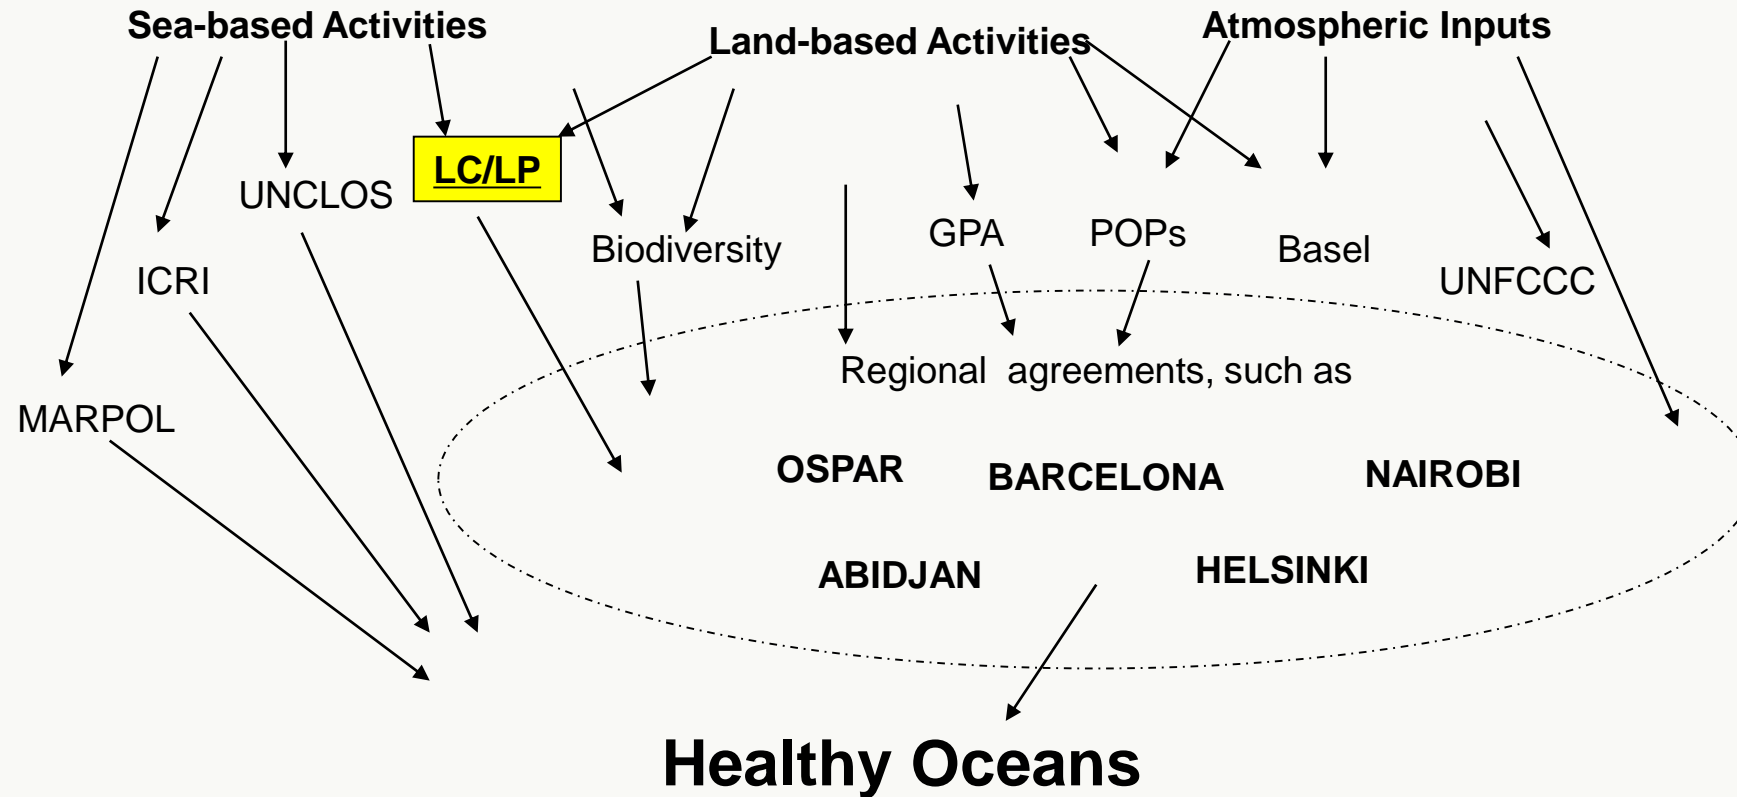 Sea-based Activities
Land-based Activities
Atmospheric Inputs
LC/LP
UNCLOS
Biodiversity
GPA
POPs
Basel
ICRI
UNFCCC
Regional agreements, such as
MARPOL
OSPAR
BARCELONA
NAIROBI
ABIDJAN
HELSINKI
Healthy Oceans